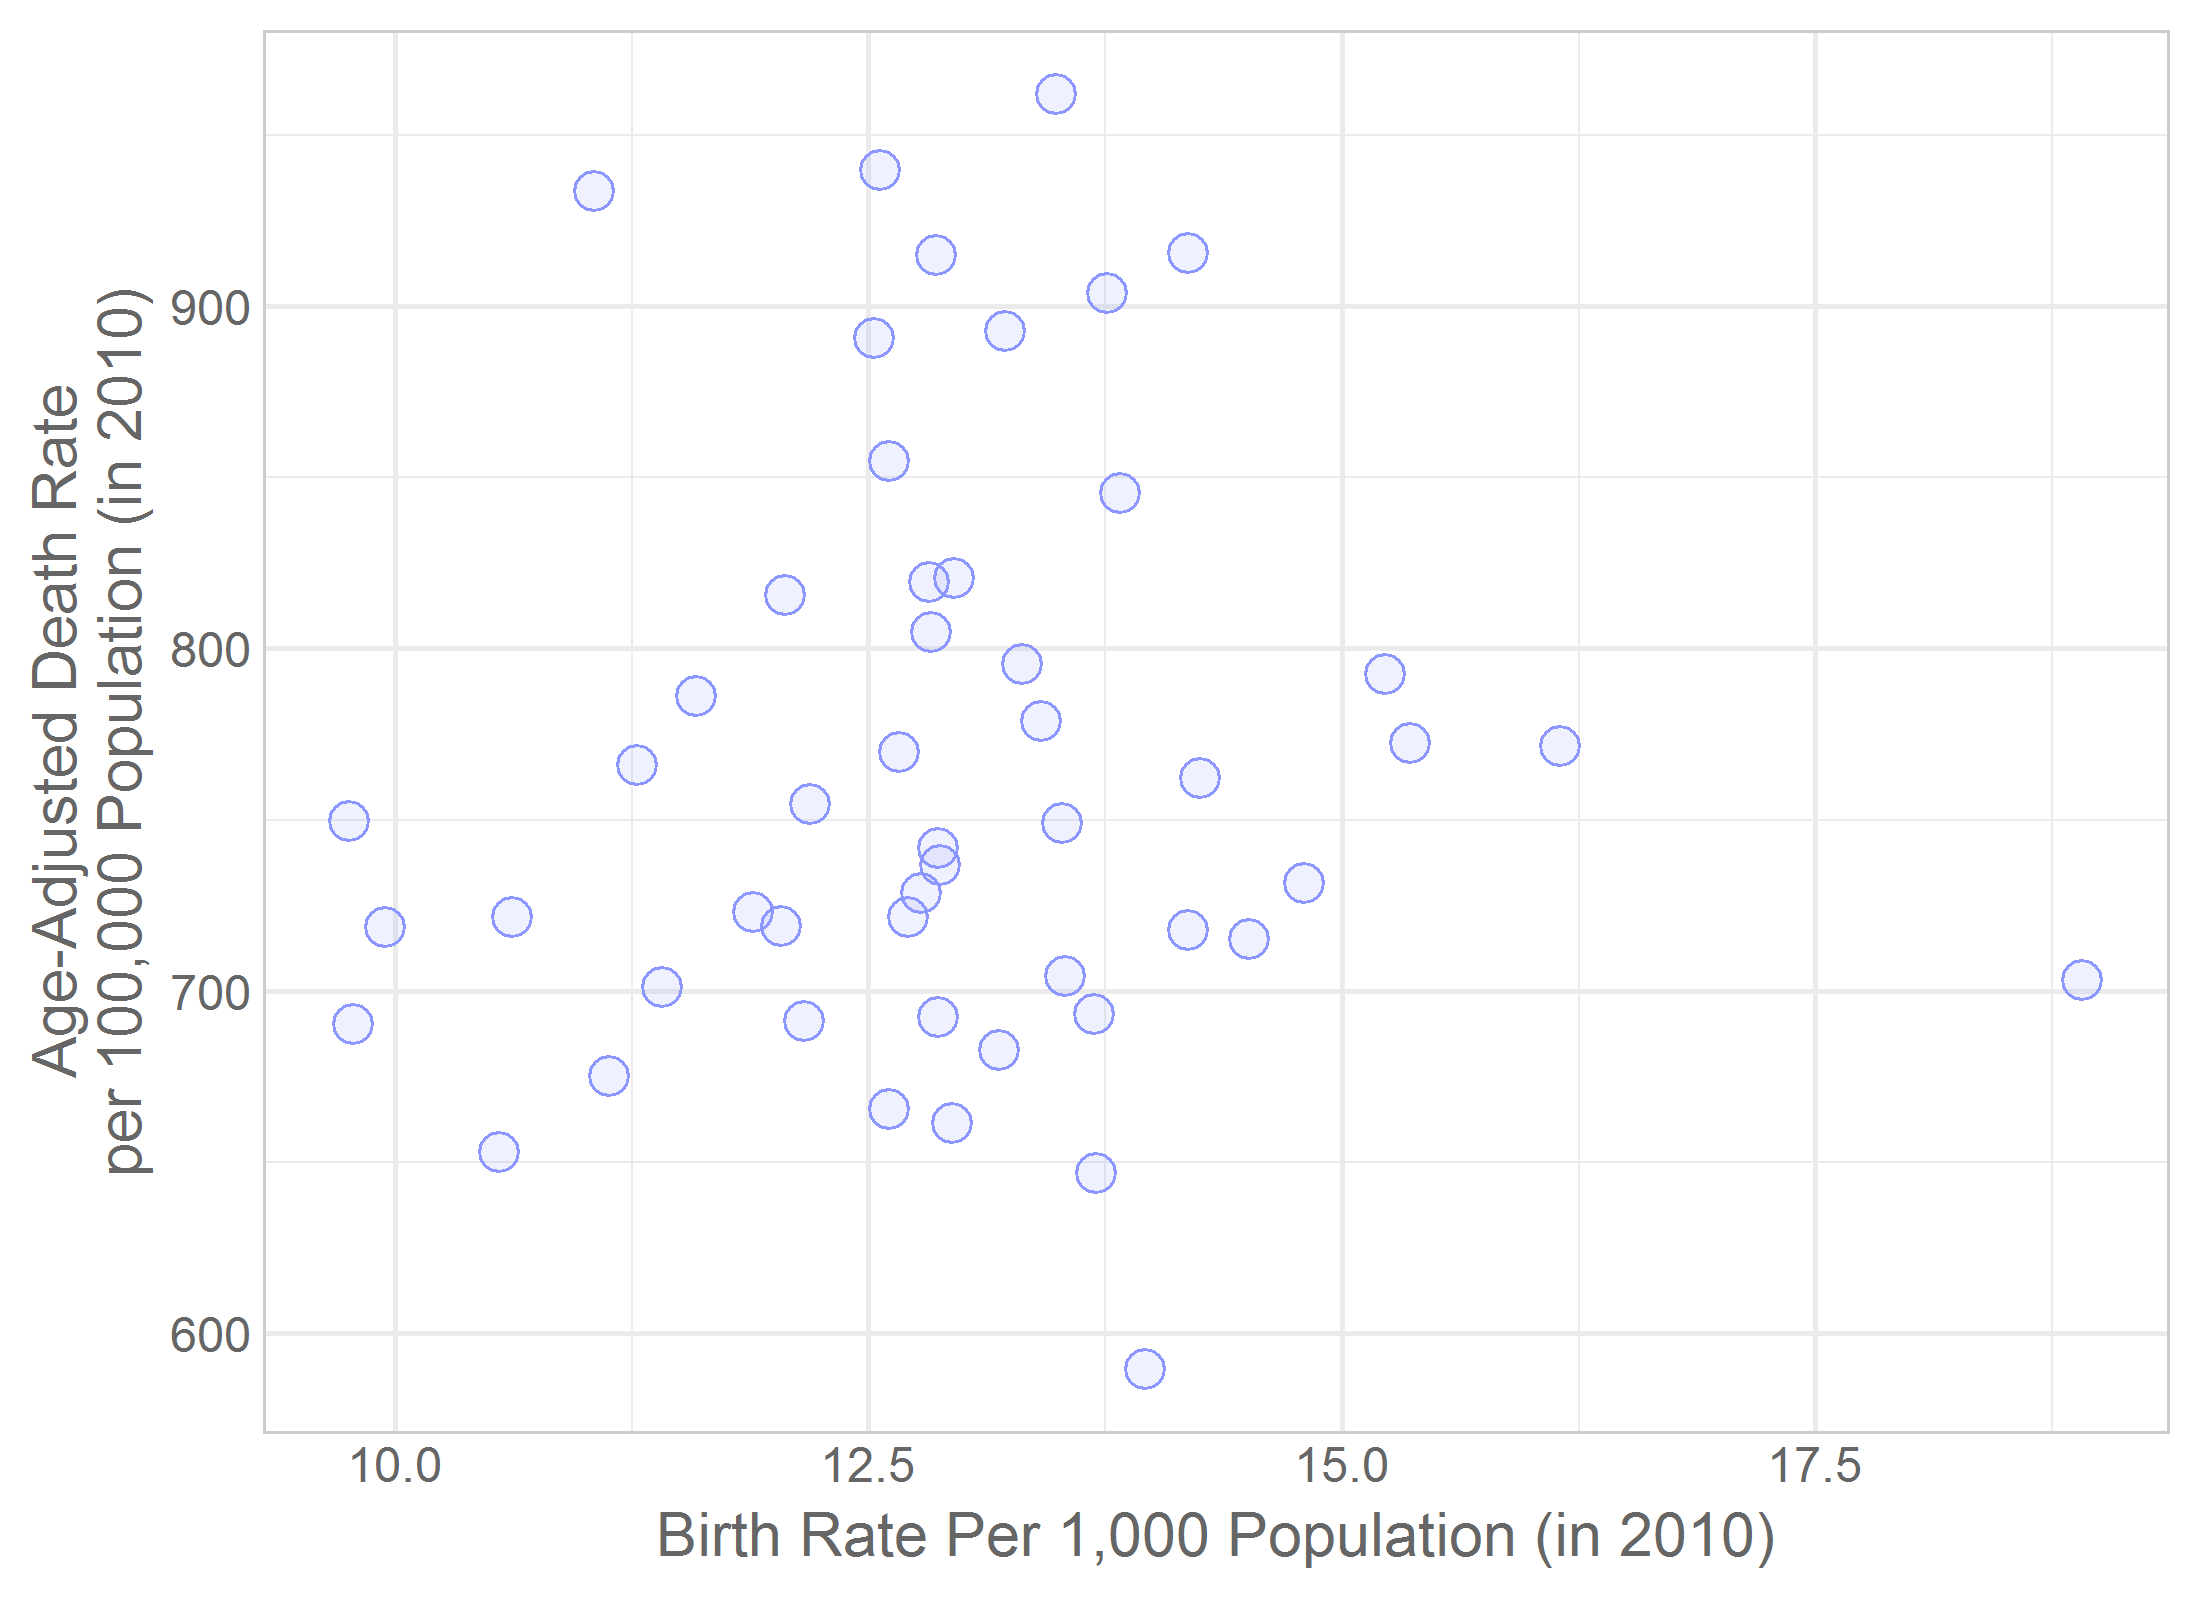 Age-Adjusted Death Rate
per 100,000 Population (in 2010)
900
800
700
600
10.0
12.5
15.0
17.5
Birth Rate Per 1,000 Population (in 2010)